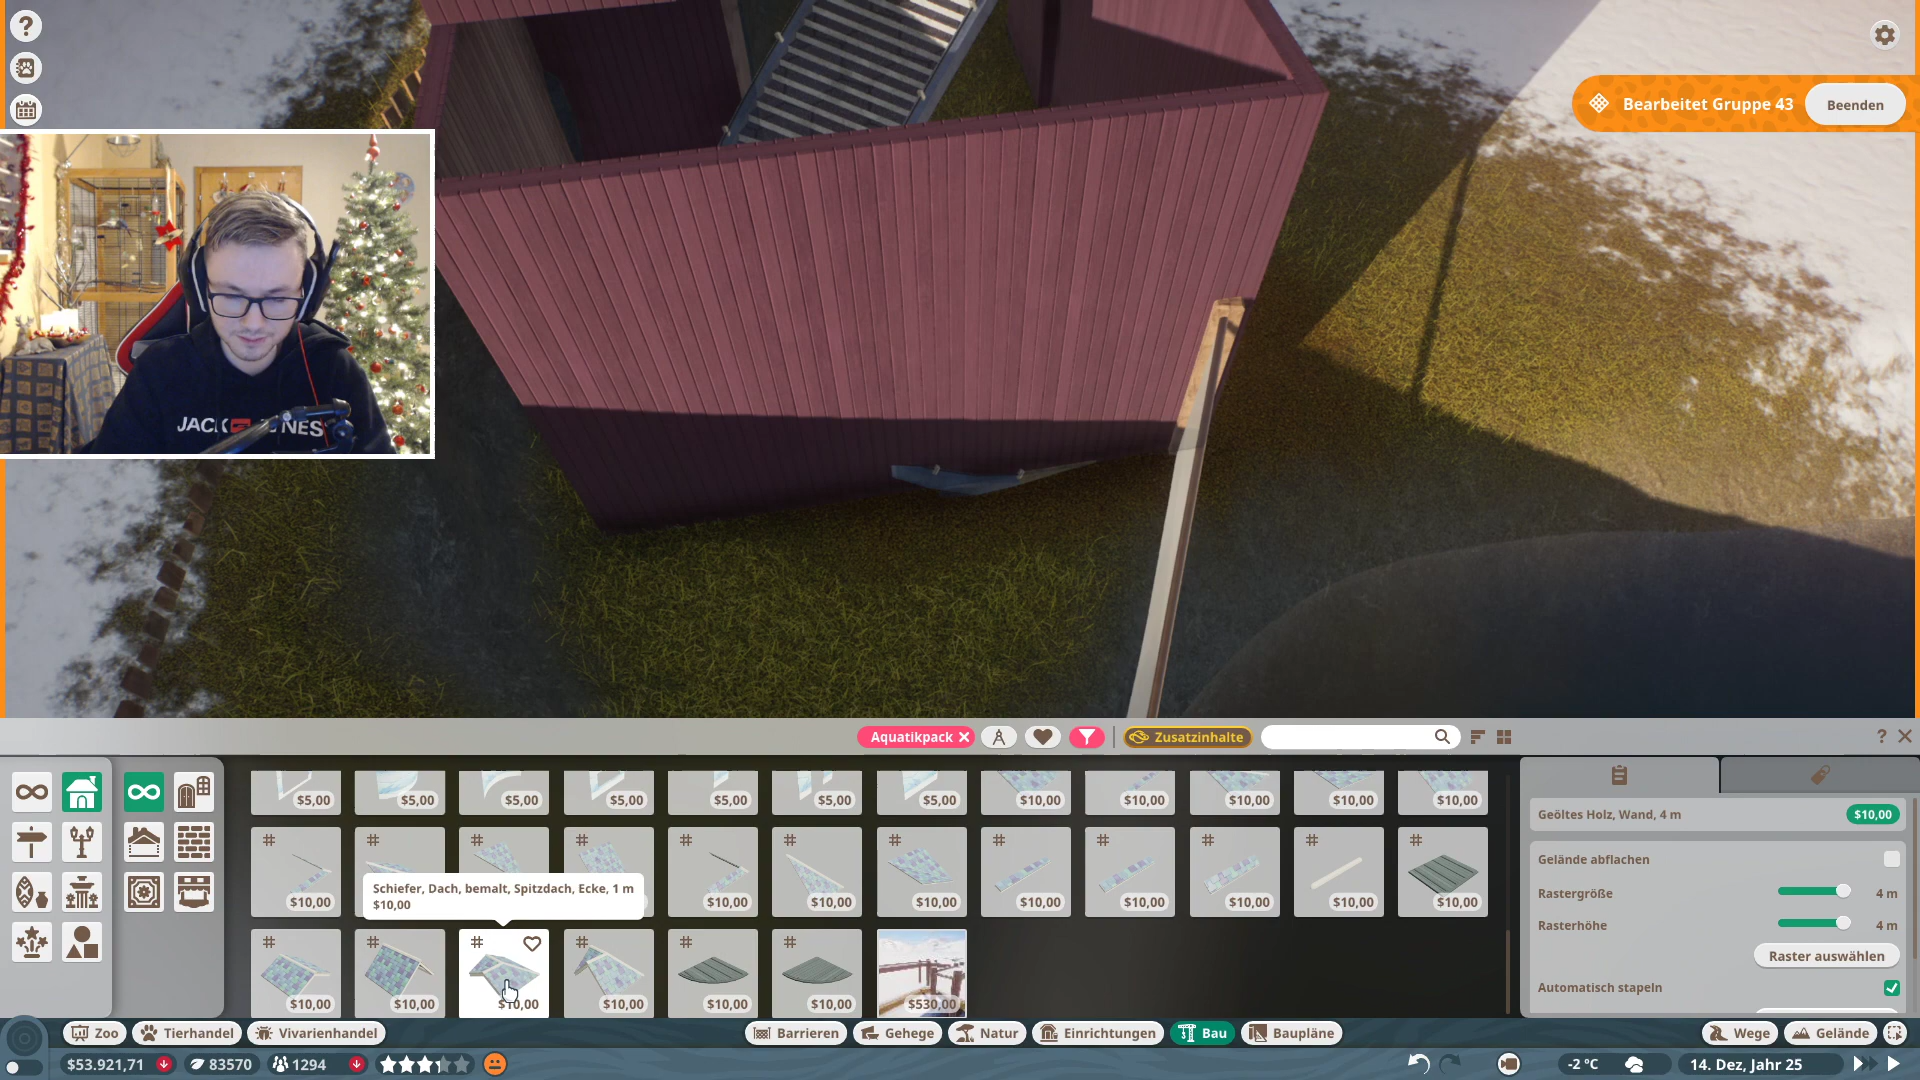 Bearbeitet Gruppe 43
Beenden
JACK JONES
Aquatikpack
Zusatzinhalte
$5,00 $5,00 $5,00 $5,00 $5,00 $5,00 $5,00 $10,00 $10,00 $10,00 $10,00 $10,00
Schiefer, Dach, bemalt, Spitzdach, Ecke, 1 m
$10,00
$10,00 $10,00 $10,00 $10,00 $10,00 $10,00 $10,00 $10,00 $10,00
$10,00 $10,00 $10,00 $10,00 $10,00 $10,00 $530,00
Geöltes Holz, Wand, 4 m
$10,00
Gelände abflachen
Rastergröße
4 m
Rasterhöhe
4 m
Raster auswählen
Automatisch stapeln
Zoo
Tierhandel
Vivarienhandel
Barrieren
Gehege
Natur
Einrichtungen
Bau
Baupläne
Wege
Gelände
$53.921,71
83570
1294
-2 °C
14. Dez, Jahr 25